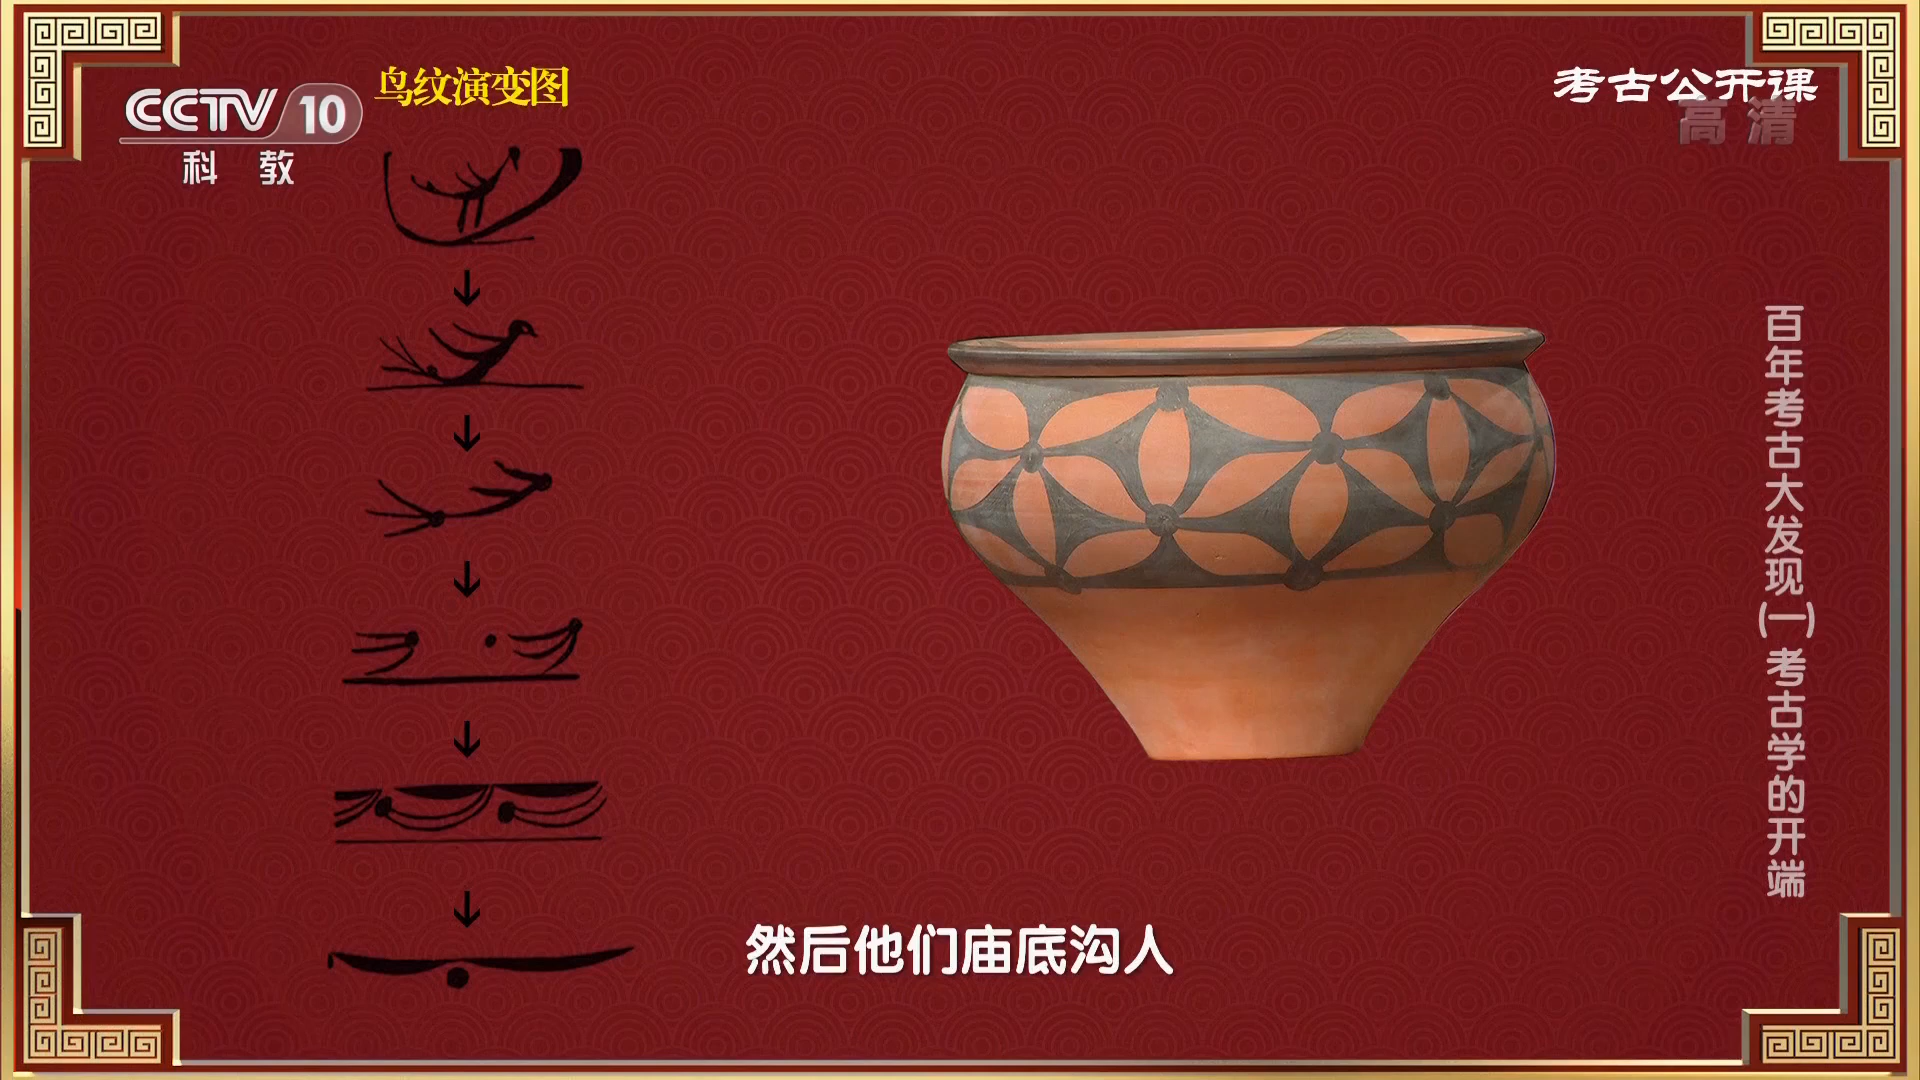 CCTV 10
科 教
鸟纹演变图
考古公开课
高清
百年考古大发现(一) 考古学的开端
然后他们庙底沟人